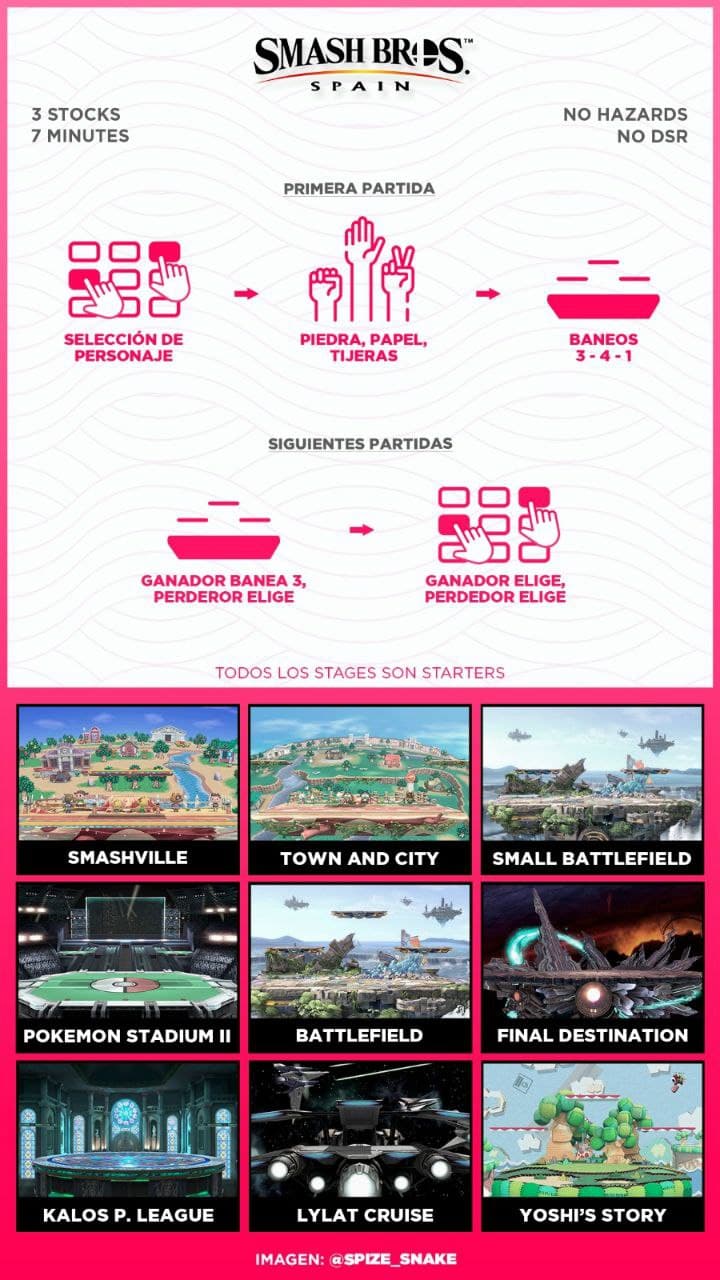 SMASH BROS.™
SPAIN
3 STOCKS
7 MINUTES
NO HAZARDS
NO DSR
PRIMERA PARTIDA
SELECCIÓN DE
PERSONAJE
PIEDRA, PAPEL,
TIJERAS
BANEOS
3 - 4 - 1
SIGUIENTES PARTIDAS
GANADOR BANEA 3,
PERDEROR ELIGE
GANADOR ELIGE,
PERDEDOR ELIGE
TODOS LOS STAGES SON STARTERS
SMASHVILLE
TOWN AND CITY
SMALL BATTLEFIELD
POKEMON STADIUM II
BATTLEFIELD
FINAL DESTINATION
KALOS P. LEAGUE
LYLAT CRUISE
YOSHI'S STORY
IMAGEN: @SPIZE_SNAKE